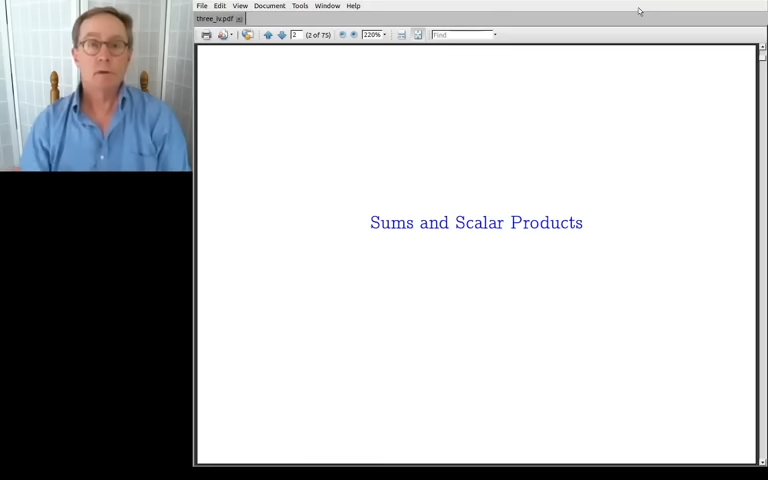 File Edit View Document Tools Window Help
three_iv.pdf
2 (2 of 75) 220% Find
Sums and Scalar Products